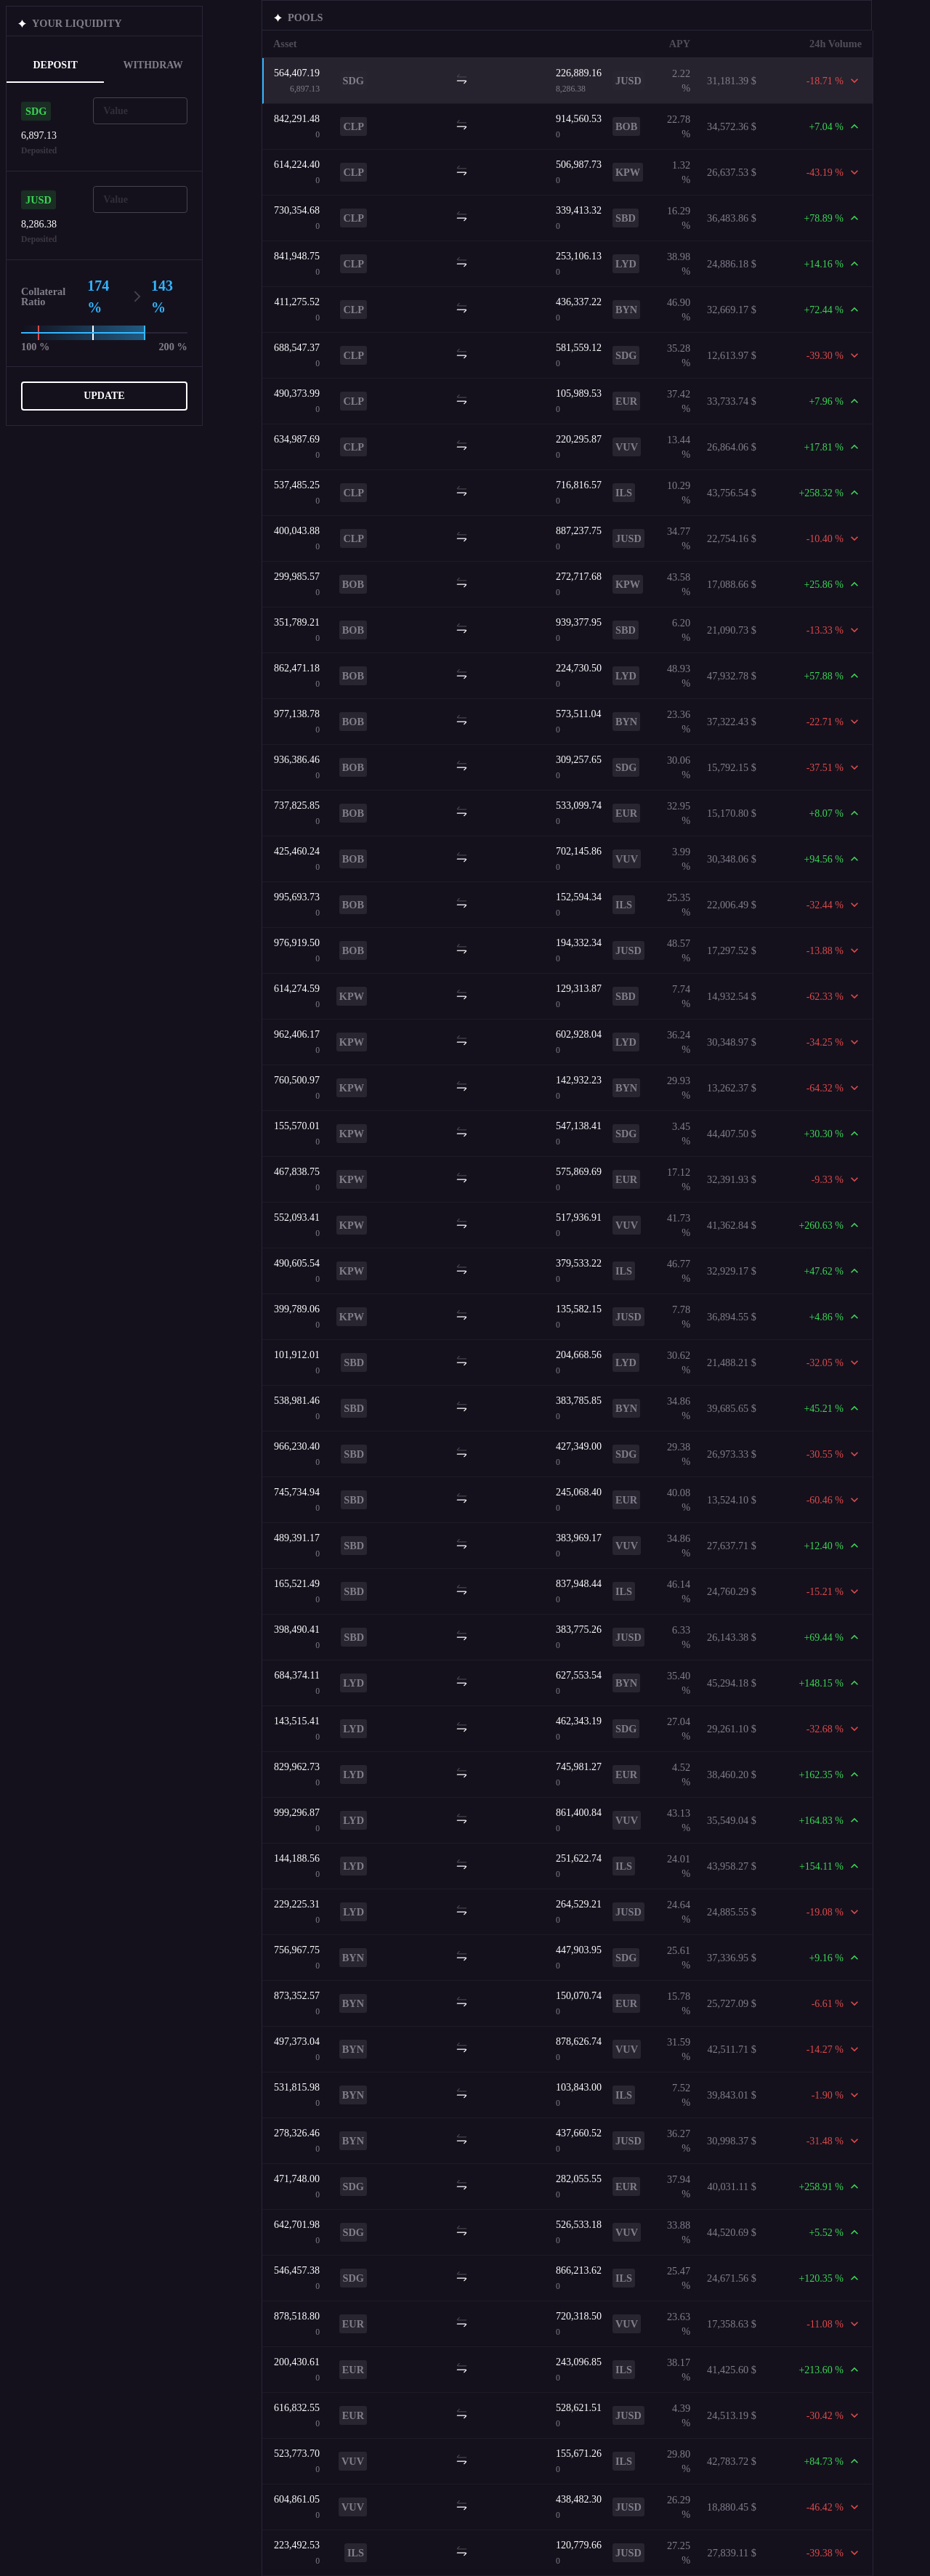 ✦ YOUR LIQUIDITY
DEPOSIT WITHDRAW
SDG Value
6,897.13
Deposited
JUSD Value
8,286.38
Deposited
Collateral Ratio 174 % 143 %
100 % 200 %
UPDATE
✦ POOLS
Asset APY 24h Volume
564,407.19 SDG 226,889.16 JUSD 2.22 % 31,181.39 $ -18.71 %
6,897.13 8,286.38
842,291.48 CLP 914,560.53 BOB 22.78 % 34,572.36 $ +7.04 %
0 0
614,224.40 CLP 506,987.73 KPW 1.32 % 26,637.53 $ -43.19 %
0 0
730,354.68 CLP 339,413.32 SBD 16.29 % 36,483.86 $ +78.89 %
0 0
841,948.75 CLP 253,106.13 LYD 38.98 % 24,886.18 $ +14.16 %
0 0
411,275.52 CLP 436,337.22 BYN 46.90 % 32,669.17 $ +72.44 %
0 0
688,547.37 CLP 581,559.12 SDG 35.28 % 12,613.97 $ -39.30 %
0 0
490,373.99 CLP 105,989.53 EUR 37.42 % 33,733.74 $ +7.96 %
0 0
634,987.69 CLP 220,295.87 VUV 13.44 % 26,864.06 $ +17.81 %
0 0
537,485.25 CLP 716,816.57 ILS 10.29 % 43,756.54 $ +258.32 %
0 0
400,043.88 CLP 887,237.75 JUSD 34.77 % 22,754.16 $ -10.40 %
0 0
299,985.57 BOB 272,717.68 KPW 43.58 % 17,088.66 $ +25.86 %
0 0
351,789.21 BOB 939,377.95 SBD 6.20 % 21,090.73 $ -13.33 %
0 0
862,471.18 BOB 224,730.50 LYD 48.93 % 47,932.78 $ +57.88 %
0 0
977,138.78 BOB 573,511.04 BYN 23.36 % 37,322.43 $ -22.71 %
0 0
936,386.46 BOB 309,257.65 SDG 30.06 % 15,792.15 $ -37.51 %
0 0
737,825.85 BOB 533,099.74 EUR 32.95 % 15,170.80 $ +8.07 %
0 0
425,460.24 BOB 702,145.86 VUV 3.99 % 30,348.06 $ +94.56 %
0 0
995,693.73 BOB 152,594.34 ILS 25.35 % 22,006.49 $ -32.44 %
0 0
976,919.50 BOB 194,332.34 JUSD 48.57 % 17,297.52 $ -13.88 %
0 0
614,274.59 KPW 129,313.87 SBD 7.74 % 14,932.54 $ -62.33 %
0 0
962,406.17 KPW 602,928.04 LYD 36.24 % 30,348.97 $ -34.25 %
0 0
760,500.97 KPW 142,932.23 BYN 29.93 % 13,262.37 $ -64.32 %
0 0
155,570.01 KPW 547,138.41 SDG 3.45 % 44,407.50 $ +30.30 %
0 0
467,838.75 KPW 575,869.69 EUR 17.12 % 32,391.93 $ -9.33 %
0 0
552,093.41 KPW 517,936.91 VUV 41.73 % 41,362.84 $ +260.63 %
0 0
490,605.54 KPW 379,533.22 ILS 46.77 % 32,929.17 $ +47.62 %
0 0
399,789.06 KPW 135,582.15 JUSD 7.78 % 36,894.55 $ +4.86 %
0 0
101,912.01 SBD 204,668.56 LYD 30.62 % 21,488.21 $ -32.05 %
0 0
538,981.46 SBD 383,785.85 BYN 34.86 % 39,685.65 $ +45.21 %
0 0
966,230.40 SBD 427,349.00 SDG 29.38 % 26,973.33 $ -30.55 %
0 0
745,734.94 SBD 245,068.40 EUR 40.08 % 13,524.10 $ -60.46 %
0 0
489,391.17 SBD 383,969.17 VUV 34.86 % 27,637.71 $ +12.40 %
0 0
165,521.49 SBD 837,948.44 ILS 46.14 % 24,760.29 $ -15.21 %
0 0
398,490.41 SBD 383,775.26 JUSD 6.33 % 26,143.38 $ +69.44 %
0 0
684,374.11 LYD 627,553.54 BYN 35.40 % 45,294.18 $ +148.15 %
0 0
143,515.41 LYD 462,343.19 SDG 27.04 % 29,261.10 $ -32.68 %
0 0
829,962.73 LYD 745,981.27 EUR 4.52 % 38,460.20 $ +162.35 %
0 0
999,296.87 LYD 861,400.84 VUV 43.13 % 35,549.04 $ +164.83 %
0 0
144,188.56 LYD 251,622.74 ILS 24.01 % 43,958.27 $ +154.11 %
0 0
229,225.31 LYD 264,529.21 JUSD 24.64 % 24,885.55 $ -19.08 %
0 0
756,967.75 BYN 447,903.95 SDG 25.61 % 37,336.95 $ +9.16 %
0 0
873,352.57 BYN 150,070.74 EUR 15.78 % 25,727.09 $ -6.61 %
0 0
497,373.04 BYN 878,626.74 VUV 31.59 % 42,511.71 $ -14.27 %
0 0
531,815.98 BYN 103,843.00 ILS 7.52 % 39,843.01 $ -1.90 %
0 0
278,326.46 BYN 437,660.52 JUSD 36.27 % 30,998.37 $ -31.48 %
0 0
471,748.00 SDG 282,055.55 EUR 37.94 % 40,031.11 $ +258.91 %
0 0
642,701.98 SDG 526,533.18 VUV 33.88 % 44,520.69 $ +5.52 %
0 0
546,457.38 SDG 866,213.62 ILS 25.47 % 24,671.56 $ +120.35 %
0 0
878,518.80 EUR 720,318.50 VUV 23.63 % 17,358.63 $ -11.08 %
0 0
200,430.61 EUR 243,096.85 ILS 38.17 % 41,425.60 $ +213.60 %
0 0
616,832.55 EUR 528,621.51 JUSD 4.39 % 24,513.19 $ -30.42 %
0 0
523,773.70 VUV 155,671.26 ILS 29.80 % 42,783.72 $ +84.73 %
0 0
604,861.05 VUV 438,482.30 JUSD 26.29 % 18,880.45 $ -46.42 %
0 0
223,492.53 ILS 120,779.66 JUSD 27.25 % 27,839.11 $ -39.38 %
0 0